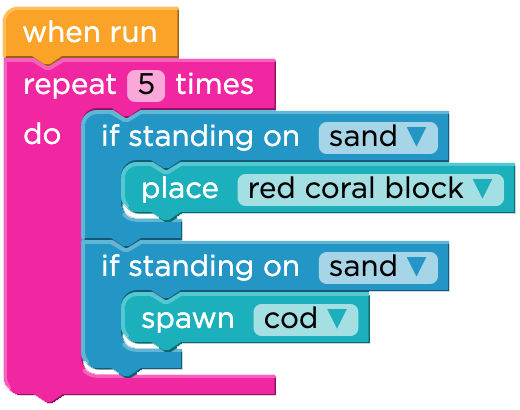 when run
repeat 5 times
do if standing on sand
place red coral block
if standing on sand
spawn cod